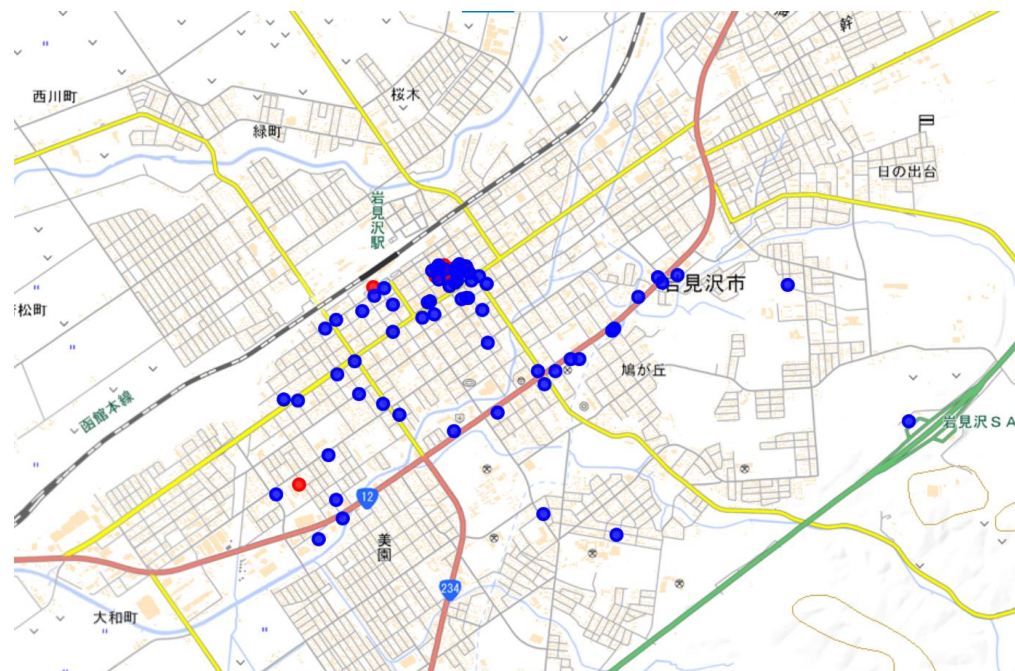 幹
西川町
桜木
緑町
日の出台
岩見沢駅
岩見沢市
松町
鳩が丘
函館本線
岩見沢SA
12
美園
234
大和町